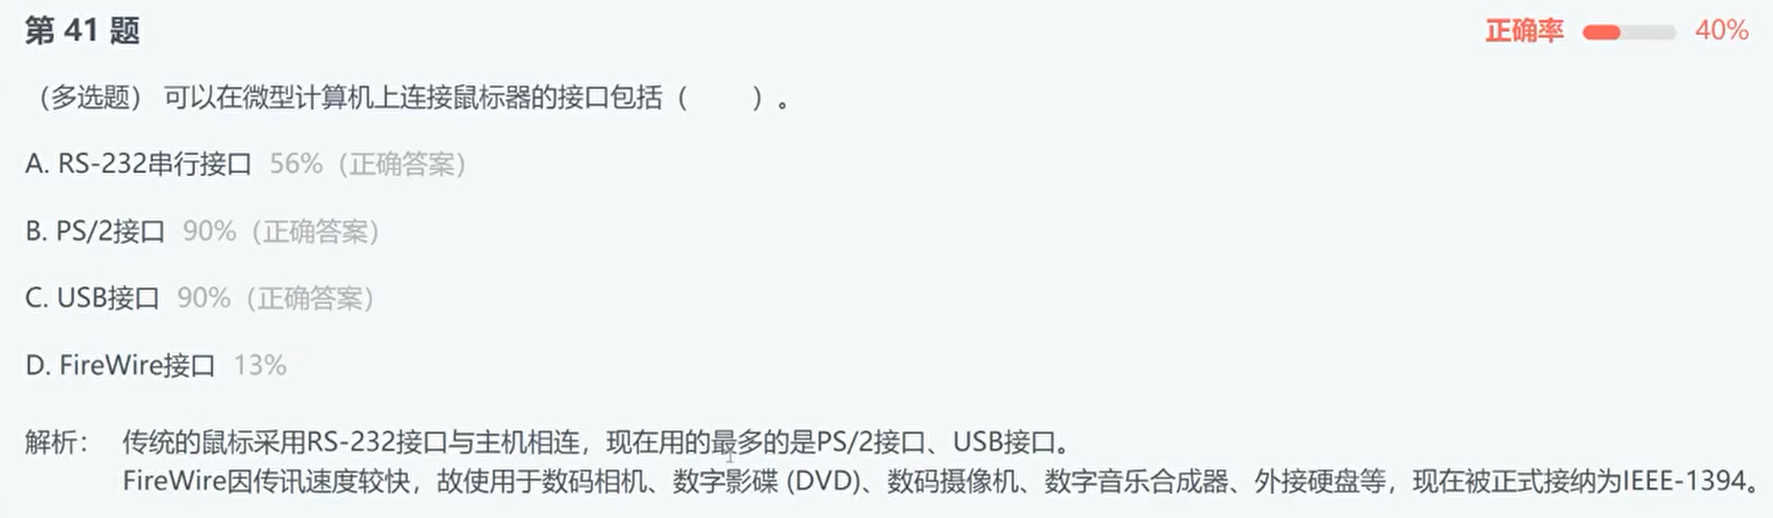 第 41 题
正确率 40%
（多选题） 可以在微型计算机上连接鼠标器的接口包括（　　）。
A. RS-232串行接口 56%（正确答案）
B. PS/2接口 90%（正确答案）
C. USB接口 90%（正确答案）
D. FireWire接口 13%
解析： 传统的鼠标采用RS-232接口与主机相连，现在用的最多的是PS/2接口、USB接口。
FireWire因传讯速度较快，故使用于数码相机、数字影碟 (DVD)、数码摄像机、数字音乐合成器、外接硬盘等，现在被正式接纳为IEEE-1394。